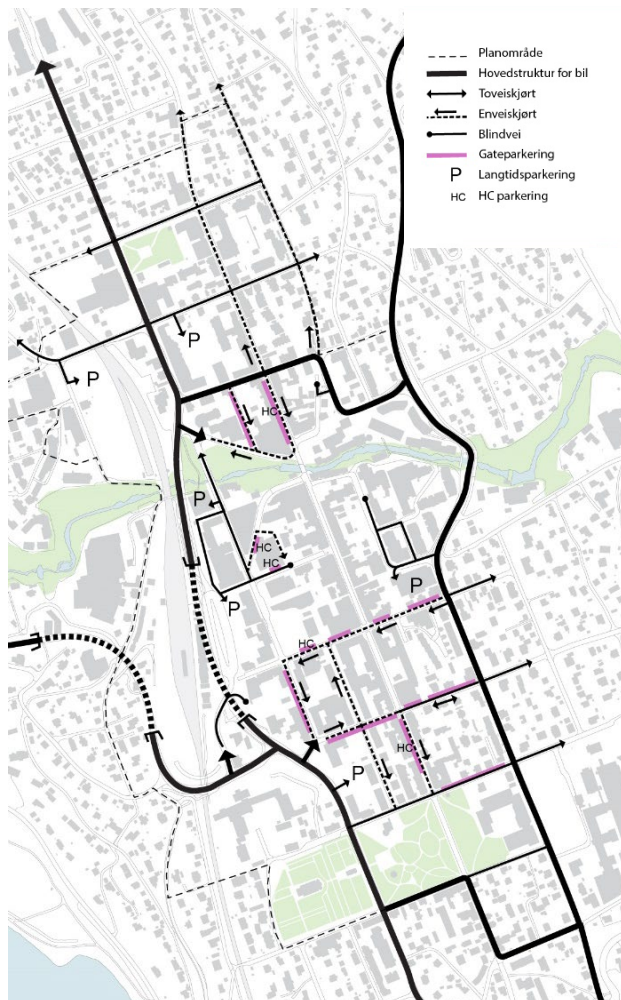 Planområde
Hovedstruktur for bil
Toveiskjørt
Enveiskjørt
Blindvei
Gateparkering
P Langtidsparkering
HC HC parkering
P
P
HC
P
HC
HC
P
P
HC
HC
P